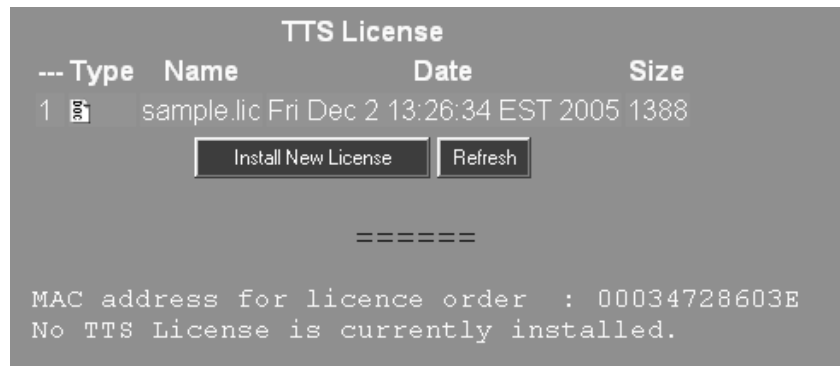 TTS License
--- Type Name Date Size
1 DOC sample.lic Fri Dec 2 13:26:34 EST 2005 1388
Install New License Refresh
======
MAC address for licence order : 00034728603E
No TTS License is currently installed.